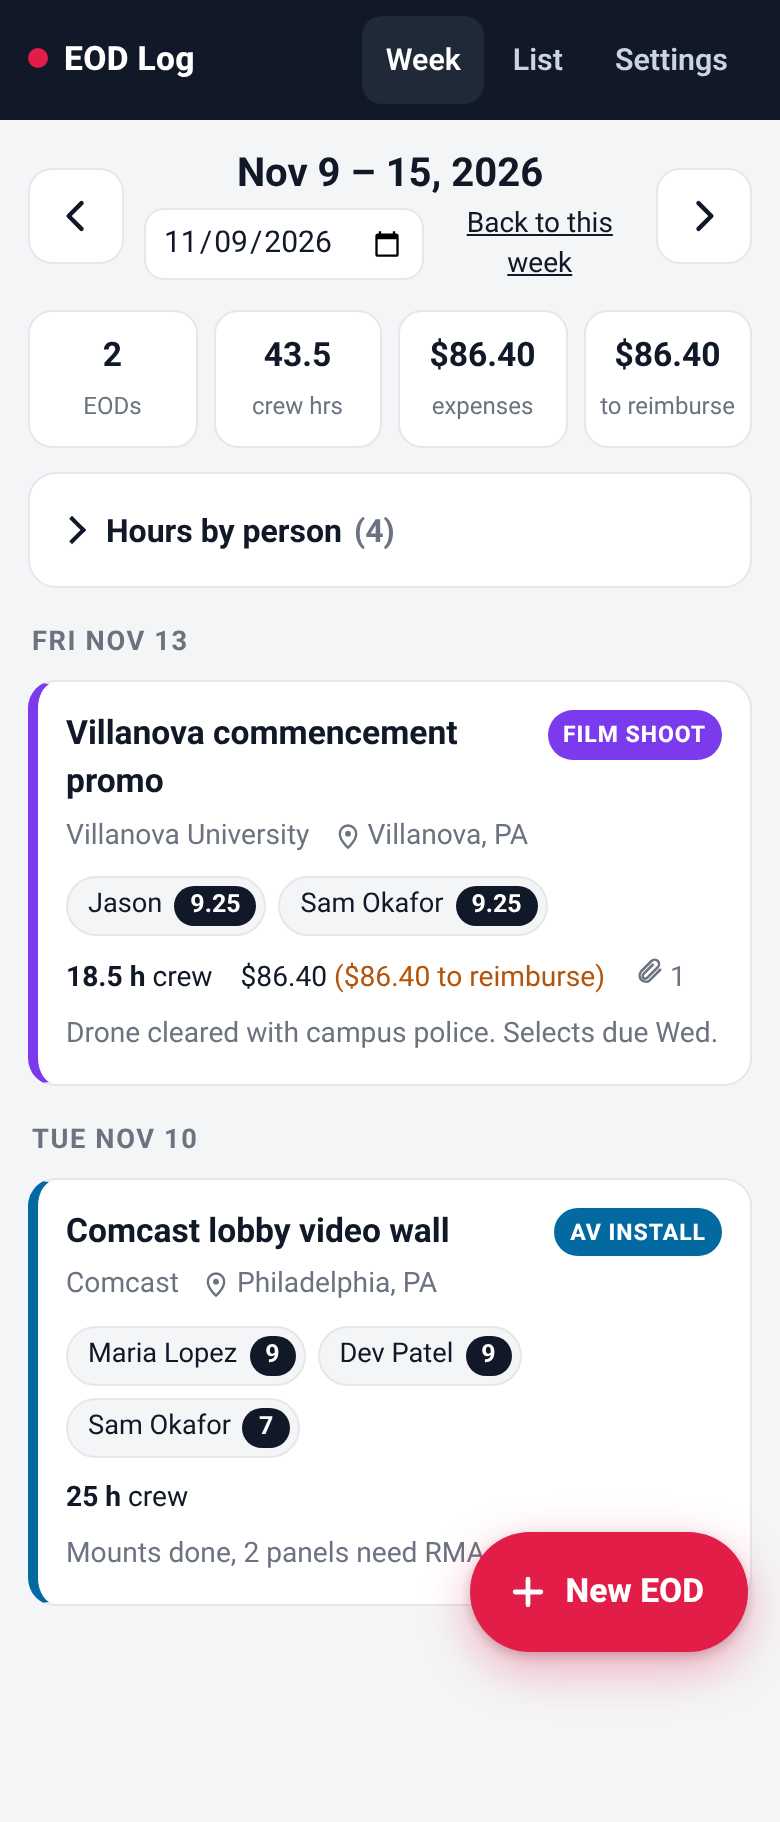 EOD Log
Week
List
Settings
Nov 9 – 15, 2026
11/09/2026
Back to this
week
2
EODs
43.5
crew hrs
$86.40
expenses
$86.40
to reimburse
Hours by person (4)
FRI NOV 13
Villanova commencement
promo
FILM SHOOT
Villanova University
Villanova, PA
Jason 9.25
Sam Okafor 9.25
18.5 h crew
$86.40 ($86.40 to reimburse)
1
Drone cleared with campus police. Selects due Wed.
TUE NOV 10
Comcast lobby video wall
AV INSTALL
Comcast
Philadelphia, PA
Maria Lopez 9
Dev Patel 9
Sam Okafor 7
25 h crew
Mounts done, 2 panels need RMA
+ New EOD